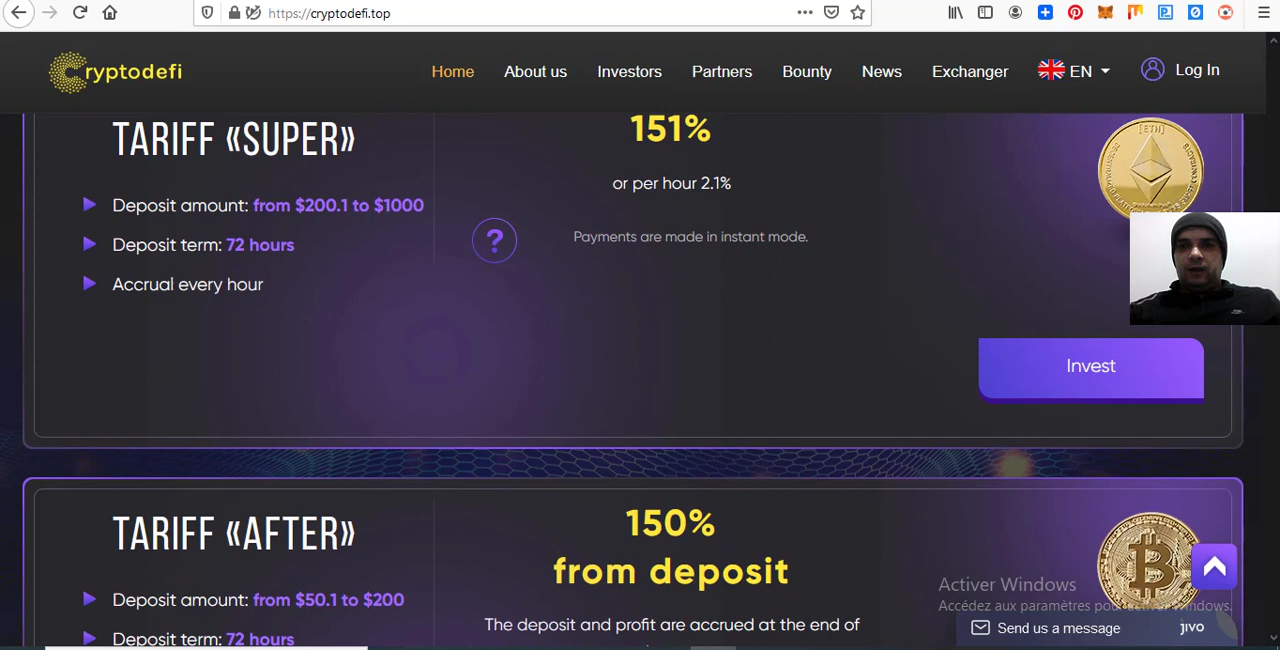 https://cryptodefi.top
Cryptodefi
Home
About us
Investors
Partners
Bounty
News
Exchanger
EN
Log In
TARIFF «SUPER»
151%
[ETH]
Deposit amount: from $200.1 to $1000
or per hour 2.1%
Deposit term: 72 hours
?
Payments are made in instant mode.
Accrual every hour
Invest
TARIFF «AFTER»
150%
from deposit
Deposit amount: from $50.1 to $200
Activer Windows
Accédez aux paramètres pour activer Windows.
Deposit term: 72 hours
The deposit and profit are accrued at the end of
Send us a message
jivo